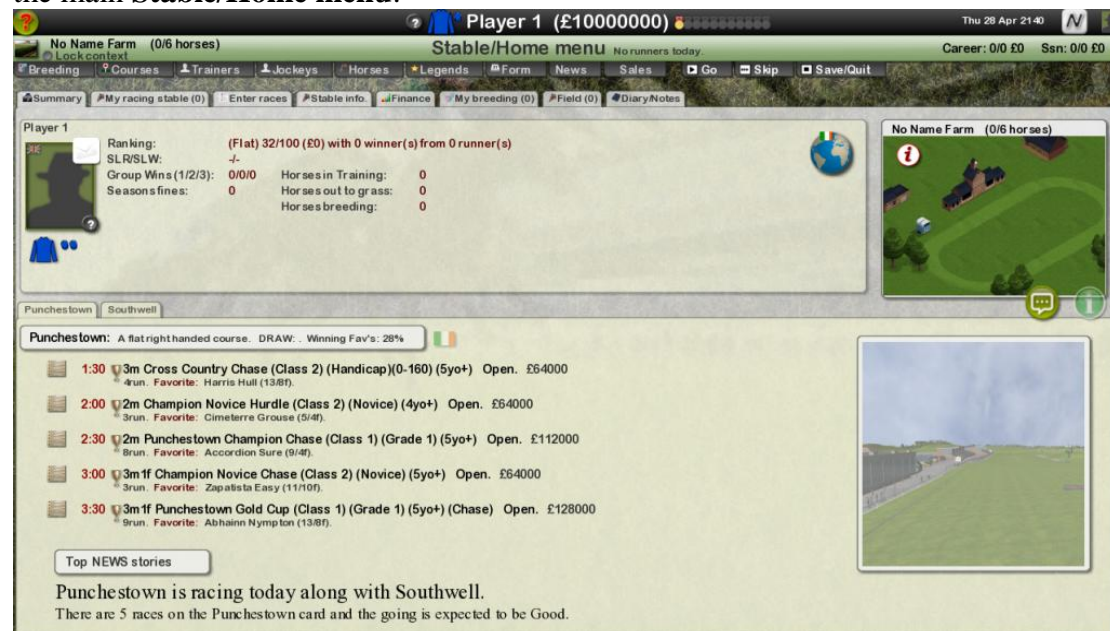 the main Stable/Home menu.
Player 1 (£10000000)
Thu 28 Apr 2140
No Name Farm (0/6 horses)
Lock context
Stable/Home menu No runners today.
Career: 0/0 £0 Ssn: 0/0 £0
Breeding Courses Trainers Jockeys Horses Legends Form News Sales Go Skip Save/Quit
Summary My racing stable (0) Enter races Stable info. Finance My breeding (0) Field (0) Diary/Notes
Player 1
Ranking: (Flat) 32/100 (£0) with 0 winner(s) from 0 runner(s)
SLR/SLW: -/-
Group Wins (1/2/3): 0/0/0 Horses in Training: 0
Seasons fines: 0 Horses out to grass: 0
Horses breeding: 0
No Name Farm (0/6 horses)
Punchestown Southwell
Punchestown: A flat right handed course. DRAW: . Winning Fav's: 28%
1:30 3m Cross Country Chase (Class 2) (Handicap)(0-160) (5yo+) Open. £64000
4run. Favorite: Harris Hull (13/8f).
2:00 2m Champion Novice Hurdle (Class 2) (Novice) (4yo+) Open. £64000
3run. Favorite: Cimeterre Grouse (5/4f).
2:30 2m Punchestown Champion Chase (Class 1) (Grade 1) (5yo+) Open. £112000
8run. Favorite: Accordion Sure (9/4f).
3:00 3m1f Champion Novice Chase (Class 2) (Novice) (5yo+) Open. £64000
3run. Favorite: Zapatista Easy (11/10f).
3:30 3m1f Punchestown Gold Cup (Class 1) (Grade 1) (5yo+) (Chase) Open. £128000
9run. Favorite: Abhainn Nympton (13/8f).
Top NEWS stories
Punchestown is racing today along with Southwell.
There are 5 races on the Punchestown card and the going is expected to be Good.